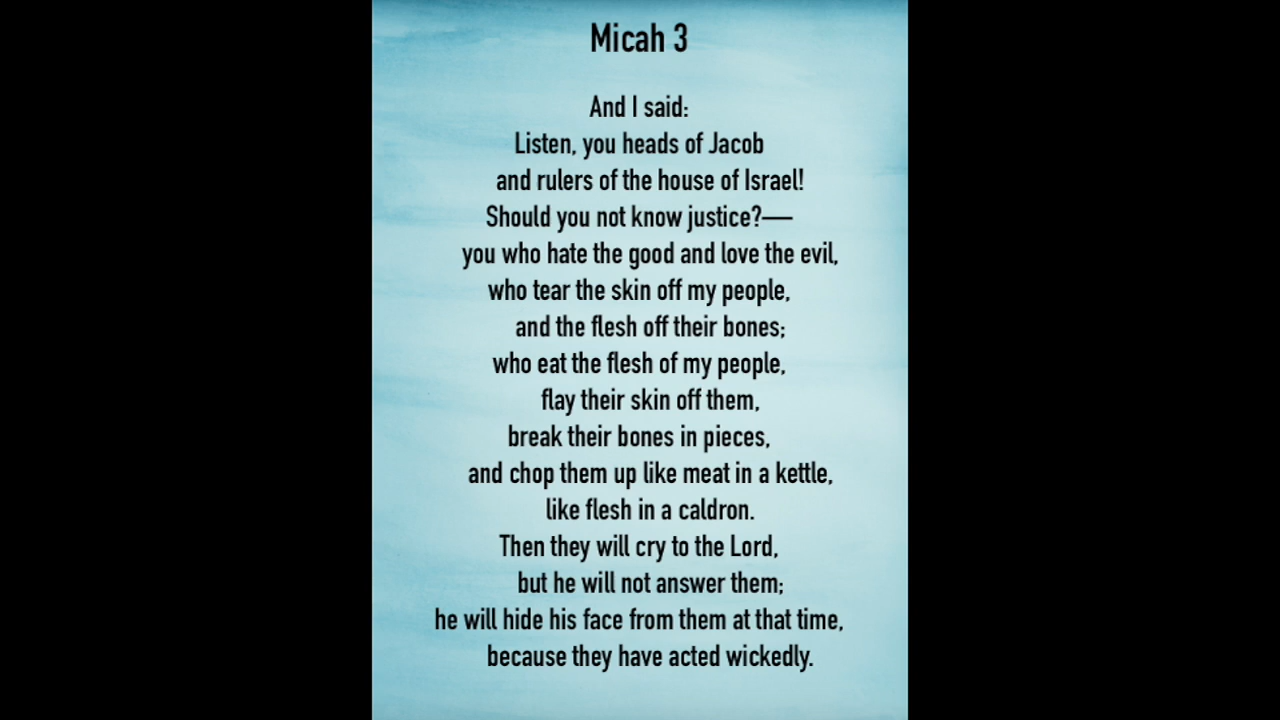 Micah 3
And I said:
Listen, you heads of Jacob
and rulers of the house of Israel!
Should you not know justice?—
you who hate the good and love the evil,
who tear the skin off my people,
and the flesh off their bones;
who eat the flesh of my people,
flay their skin off them,
break their bones in pieces,
and chop them up like meat in a kettle,
like flesh in a caldron.
Then they will cry to the Lord,
but he will not answer them;
he will hide his face from them at that time,
because they have acted wickedly.